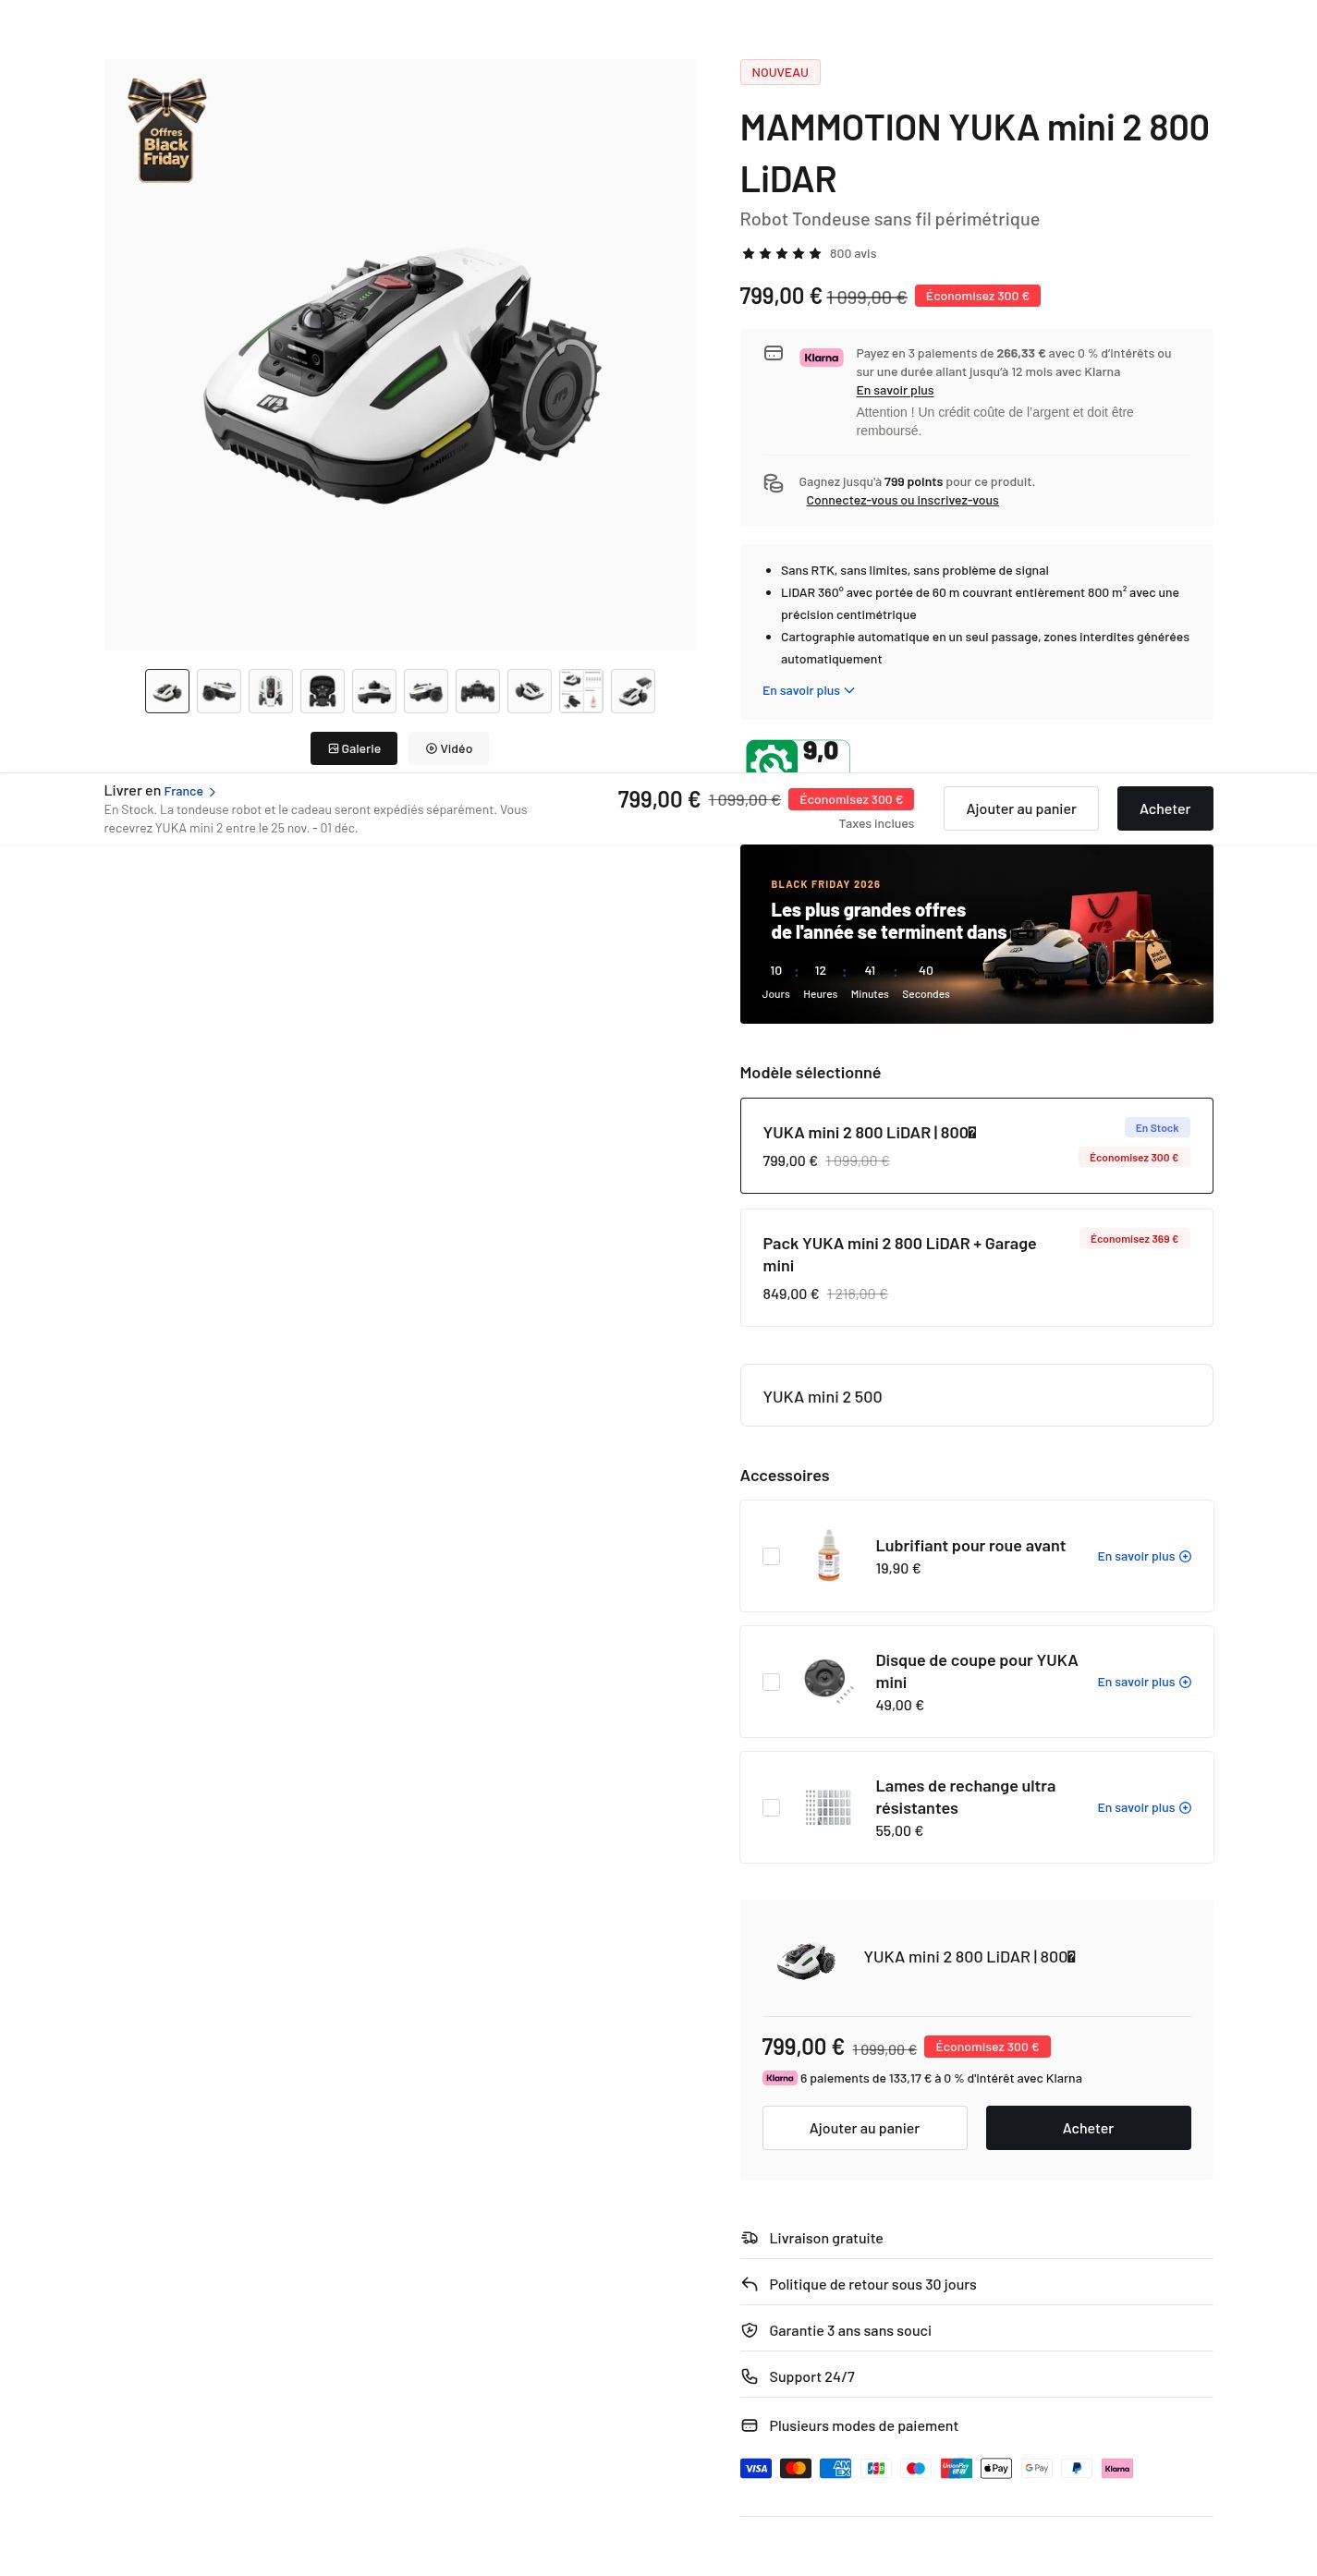 Offres
Black
Friday
NOUVEAU
MAMMOTION YUKA mini 2 800
LiDAR
Robot Tondeuse sans fil périmétrique
800 avis
799,00 € 1 099,00 € Économisez 300 €
Klarna
Payez en 3 paiements de 266,33 € avec 0 % d’intérêts ou
sur une durée allant jusqu’à 12 mois avec Klarna
En savoir plus
Attention ! Un crédit coûte de l’argent et doit être
remboursé.
Gagnez jusqu'à 799 points pour ce produit.
Connectez-vous ou inscrivez-vous
Sans RTK, sans limites, sans problème de signal
LiDAR 360° avec portée de 60 m couvrant entièrement 800 m² avec une
précision centimétrique
Cartographie automatique en un seul passage, zones interdites générées
automatiquement
En savoir plus
Galerie
Vidéo
9,0
Livrer en France
En Stock. La tondeuse robot et le cadeau seront expédiés séparément. Vous
recevrez YUKA mini 2 entre le 25 nov. - 01 déc.
799,00 € 1 099,00 € Économisez 300 €
Taxes inclues
Ajouter au panier
Acheter
BLACK FRIDAY 2026
Les plus grandes offres
de l'année se terminent dans
10 : 12 : 41 : 40
Jours Heures Minutes Secondes
Black
Friday
Modèle sélectionné
YUKA mini 2 800 LiDAR | 800�
En Stock
799,00 € 1 099,00 €
Économisez 300 €
Pack YUKA mini 2 800 LiDAR + Garage
mini
Économisez 369 €
849,00 € 1 218,00 €
YUKA mini 2 500
Accessoires
Lubrifiant pour roue avant
19,90 €
En savoir plus
Disque de coupe pour YUKA
mini
49,00 €
En savoir plus
Lames de rechange ultra
résistantes
55,00 €
En savoir plus
YUKA mini 2 800 LiDAR | 800�
799,00 € 1 099,00 € Économisez 300 €
Klarna 6 paiements de 133,17 € à 0 % d'intérêt avec Klarna
Ajouter au panier
Acheter
Livraison gratuite
Politique de retour sous 30 jours
Garantie 3 ans sans souci
Support 24/7
Plusieurs modes de paiement
VISA
AMEX
JCB
UnionPay
Pay
G Pay
Klarna